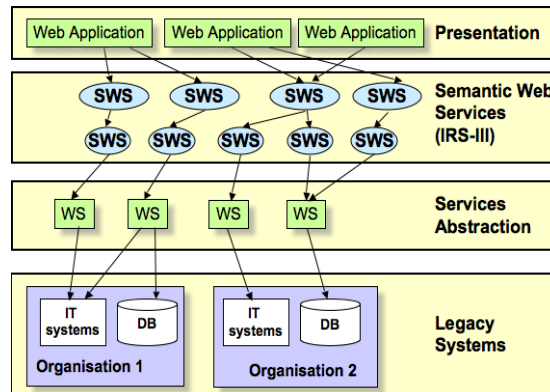 Web Application
Web Application
Web Application
Presentation
SWS
SWS
SWS
SWS
SWS
SWS
SWS
SWS
SWS
Semantic Web
Services
(IRS-III)
WS
WS
WS
WS
Services
Abstraction
IT
systems
DB
Organisation 1
IT
systems
DB
Organisation 2
Legacy
Systems